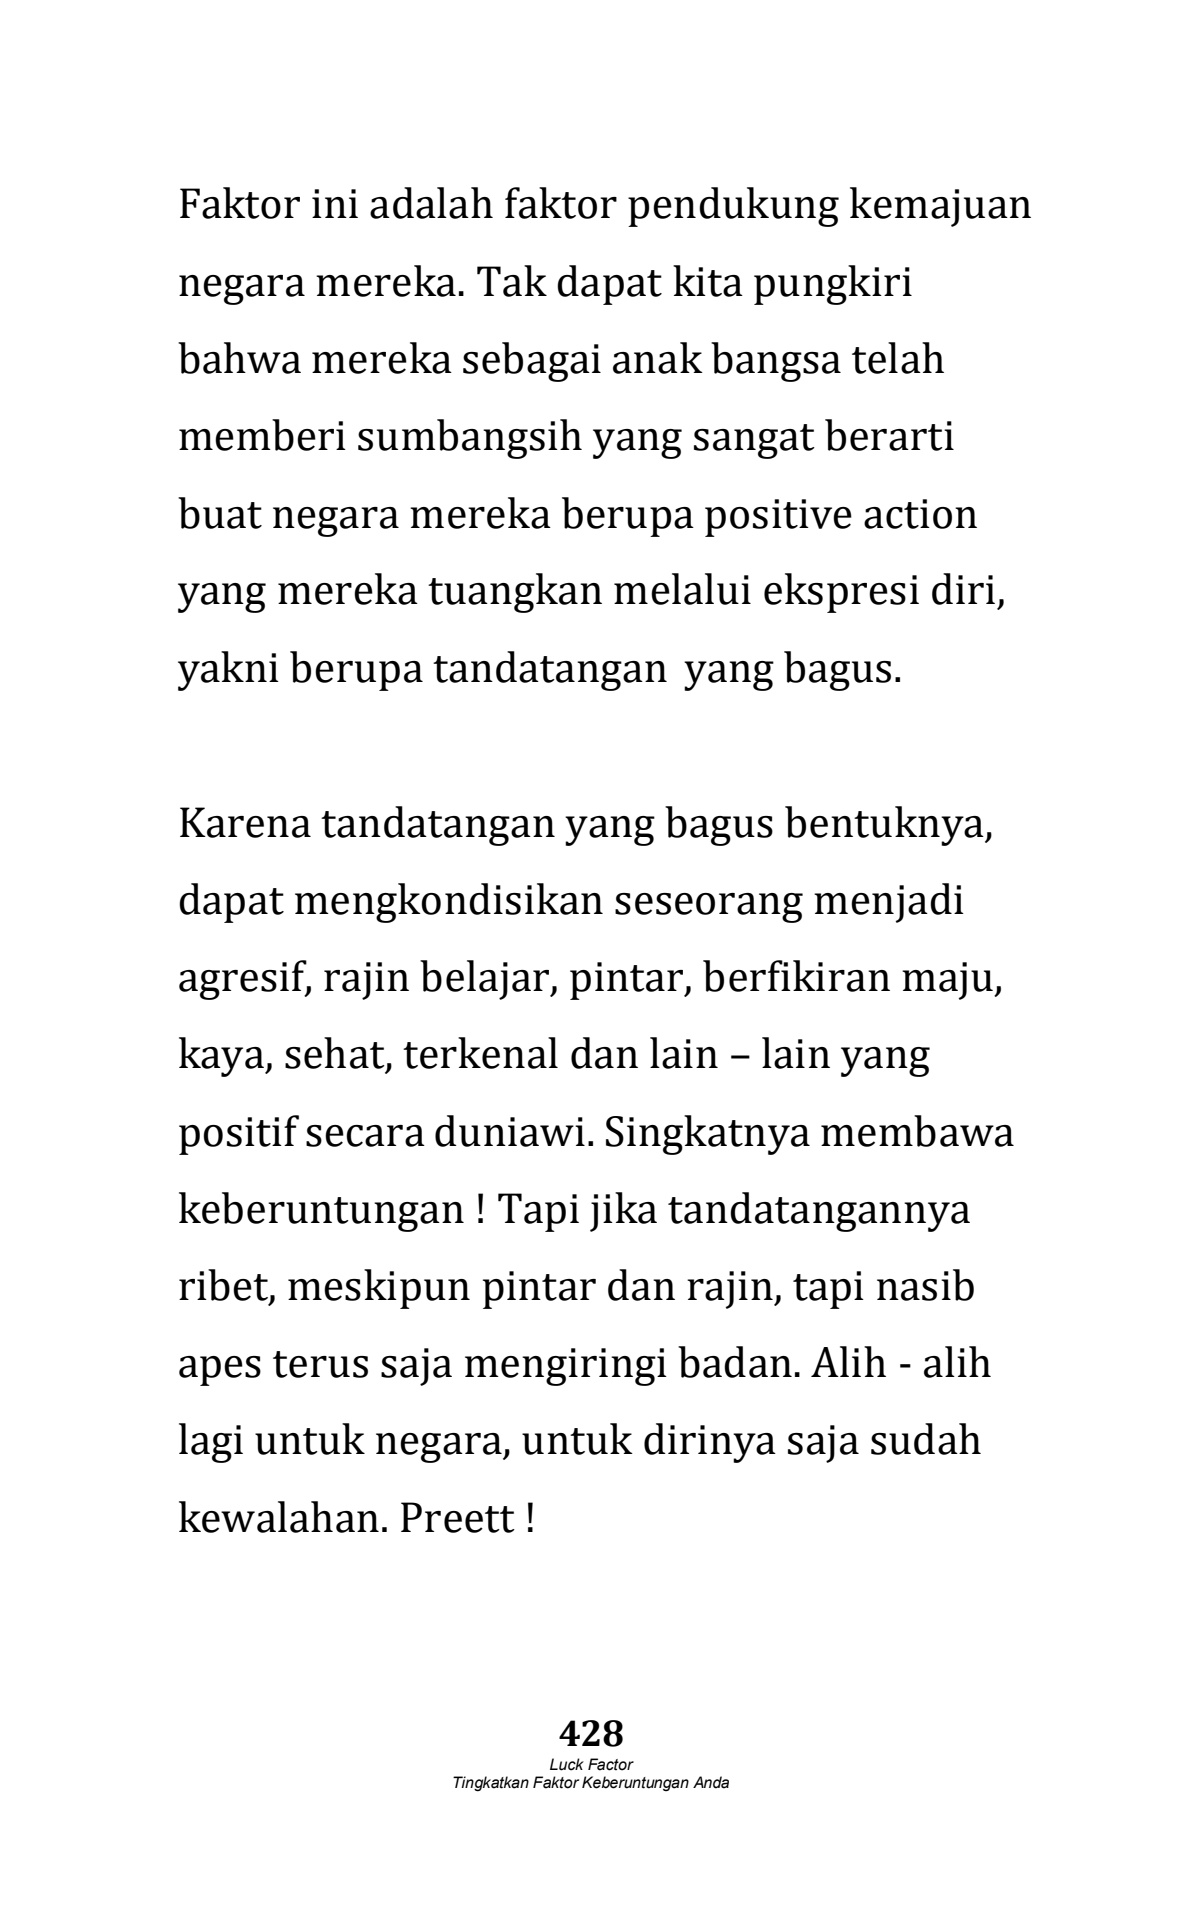 Faktor ini adalah faktor pendukung kemajuan
negara mereka. Tak dapat kita pungkiri
bahwa mereka sebagai anak bangsa telah
memberi sumbangsih yang sangat berarti
buat negara mereka berupa positive action
yang mereka tuangkan melalui ekspresi diri,
yakni berupa tandatangan  yang bagus.
Karena tandatangan yang bagus bentuknya,
dapat mengkondisikan seseorang menjadi
agresif, rajin belajar, pintar, berfikiran maju,
kaya, sehat, terkenal dan lain – lain yang
positif secara duniawi. Singkatnya membawa
keberuntungan ! Tapi jika tandatangannya
ribet, meskipun pintar dan rajin, tapi nasib
apes terus saja mengiringi badan. Alih - alih
lagi untuk negara, untuk dirinya saja sudah
kewalahan. Preett !
428
Luck Factor
Tingkatkan Faktor Keberuntungan Anda